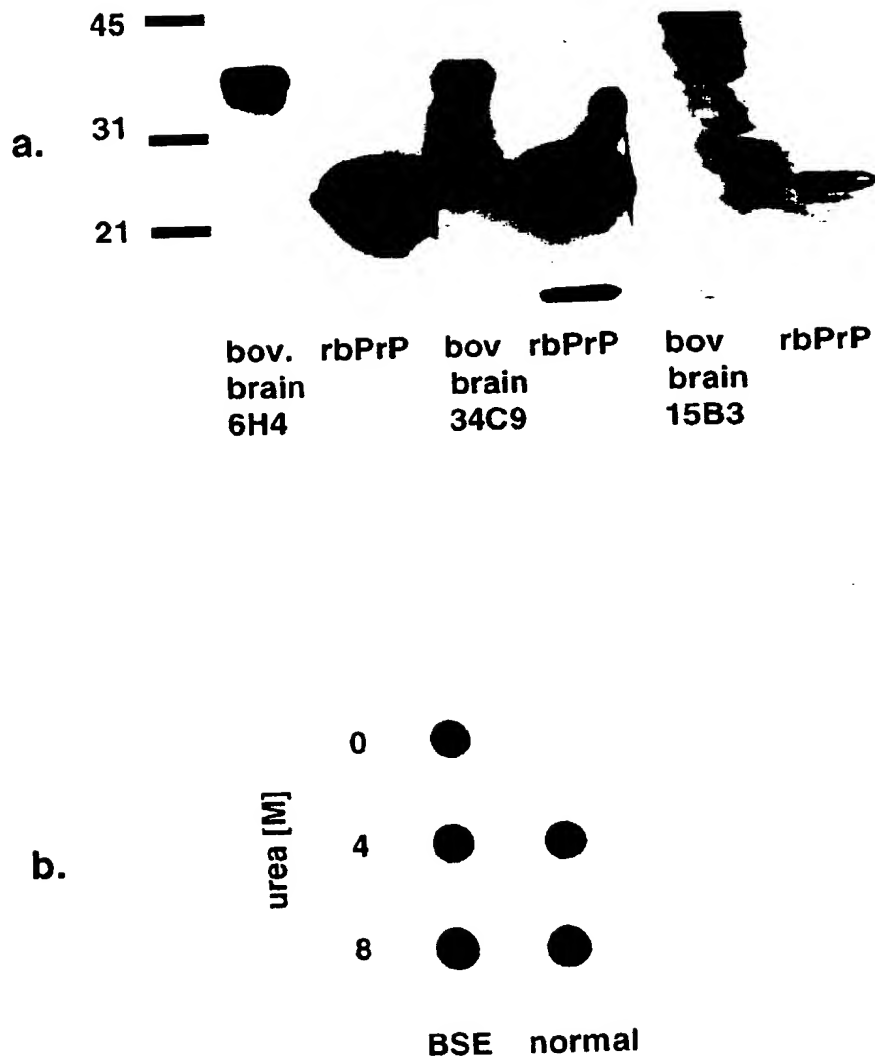 45
31
a.
21
bov. rbPrP bov rbPrP bov rbPrP
brain brain brain
6H4 34C9 15B3
0
urea [M]
4
b.
8
BSE normal